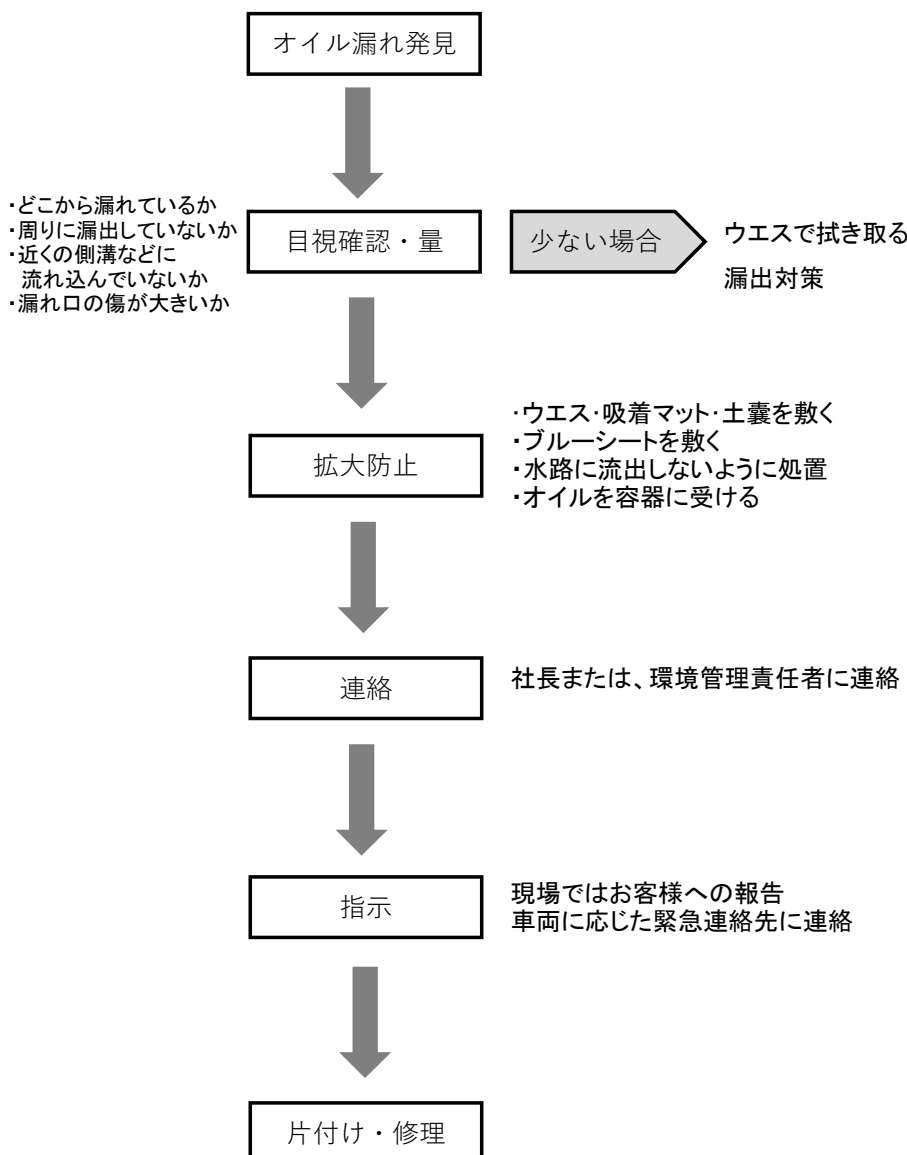 オイル漏れ発見
・どこから漏れているか
・周りに漏出していないか
・近くの側溝などに
流れ込んでいないか
・漏れ口の傷が大きいか
目視確認・量
少ない場合
ウエスで拭き取る
漏出対策
拡大防止
・ウエス・吸着マット・土嚢を敷く
・ブルーシートを敷く
・水路に流出しないように処置
・オイルを容器に受ける
連絡
社長または、環境管理責任者に連絡
指示
現場ではお客様への報告
車両に応じた緊急連絡先に連絡
片付け・修理